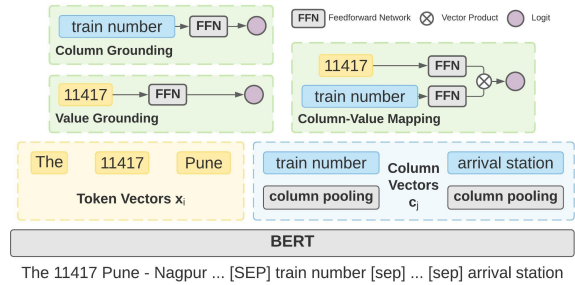 train number FFN
Column Grounding
11417 FFN
Value Grounding
FFN Feedforward Network Vector Product Logit
11417 FFN
train number FFN
Column-Value Mapping
The 11417 Pune
Token Vectors xi
train number Column Vectors cj arrival station
column pooling column pooling
BERT
The 11417 Pune - Nagpur ... [SEP] train number [sep] ... [sep] arrival station